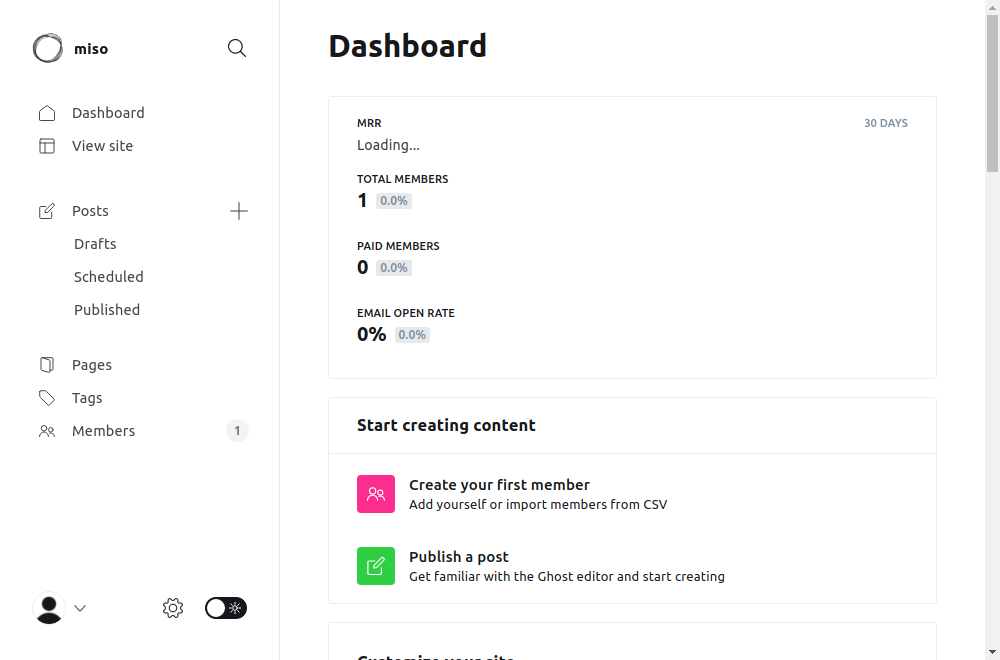 miso
Dashboard
View site
Posts
Drafts
Scheduled
Published
Pages
Tags
Members 1
Dashboard
MRR 30 DAYS
Loading...
TOTAL MEMBERS
1 0.0%
PAID MEMBERS
0 0.0%
EMAIL OPEN RATE
0% 0.0%
Start creating content
Create your first member
Add yourself or import members from CSV
Publish a post
Get familiar with the Ghost editor and start creating
Customize your site